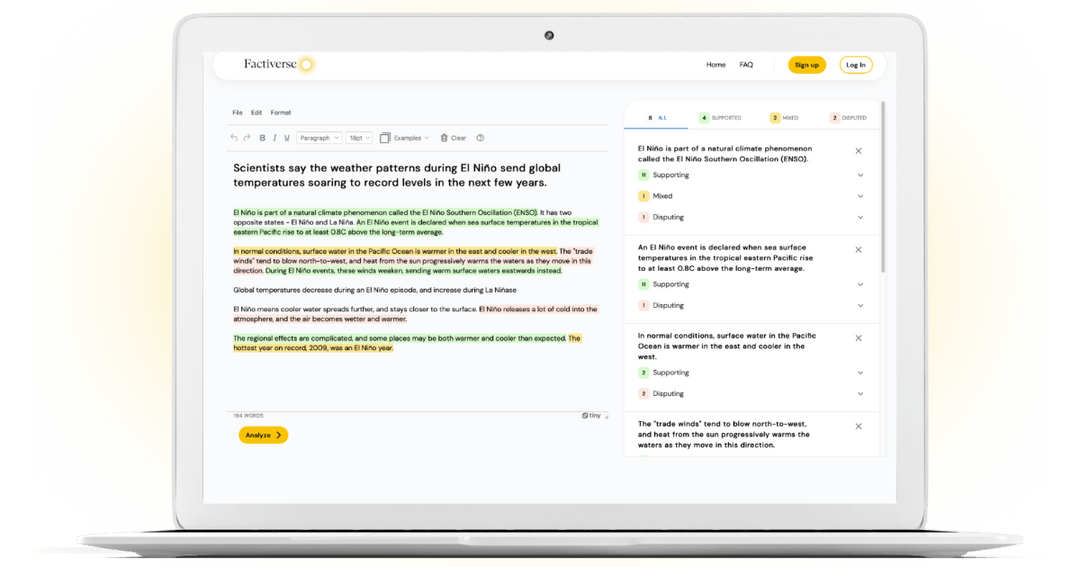 Factiverse
Home FAQ Sign up Log In
File Edit Format
Paragraph 18pt Examples Clear
Scientists say the weather patterns during El Niño send global
temperatures soaring to record levels in the next few years.
El Niño is part of a natural climate phenomenon called the El Niño Southern Oscillation (ENSO). It has two
opposite states – El Niño and La Niña. An El Niño event is declared when sea surface temperatures in the tropical
eastern Pacific rise to at least 0.8C above the long-term average.
In normal conditions, surface water in the Pacific Ocean is warmer in the east and cooler in the west. The "trade
winds" tend to blow north-to-west, and heat from the sun progressively warms the waters as they move in this
direction. During El Niño events, these winds weaken, sending warm surface waters eastwards instead.
Global temperatures decrease during an El Niño episode, and increase during La Niñase
El Niño means cooler water spreads further, and stays closer to the surface. El Niño releases a lot of cold into the
atmosphere, and the air becomes wetter and warmer.
The regional effects are complicated, and some places may be both warmer and cooler than expected. The
hottest year on record, 2009, was an El Niño year.
194 WORDS
tiny
Analyze
8 ALL 4 SUPPORTED 2 MIXED 2 DISPUTED
El Niño is part of a natural climate phenomenon
called the El Niño Southern Oscillation (ENSO).
11 Supporting
1 Mixed
1 Disputing
An El Niño event is declared when sea surface
temperatures in the tropical eastern Pacific rise
to at least 0.8C above the long-term average.
11 Supporting
1 Disputing
In normal conditions, surface water in the Pacific
Ocean is warmer in the east and cooler in the
west.
2 Supporting
2 Disputing
The "trade winds" tend to blow north-to-west,
and heat from the sun progressively warms the
waters as they move in this direction.